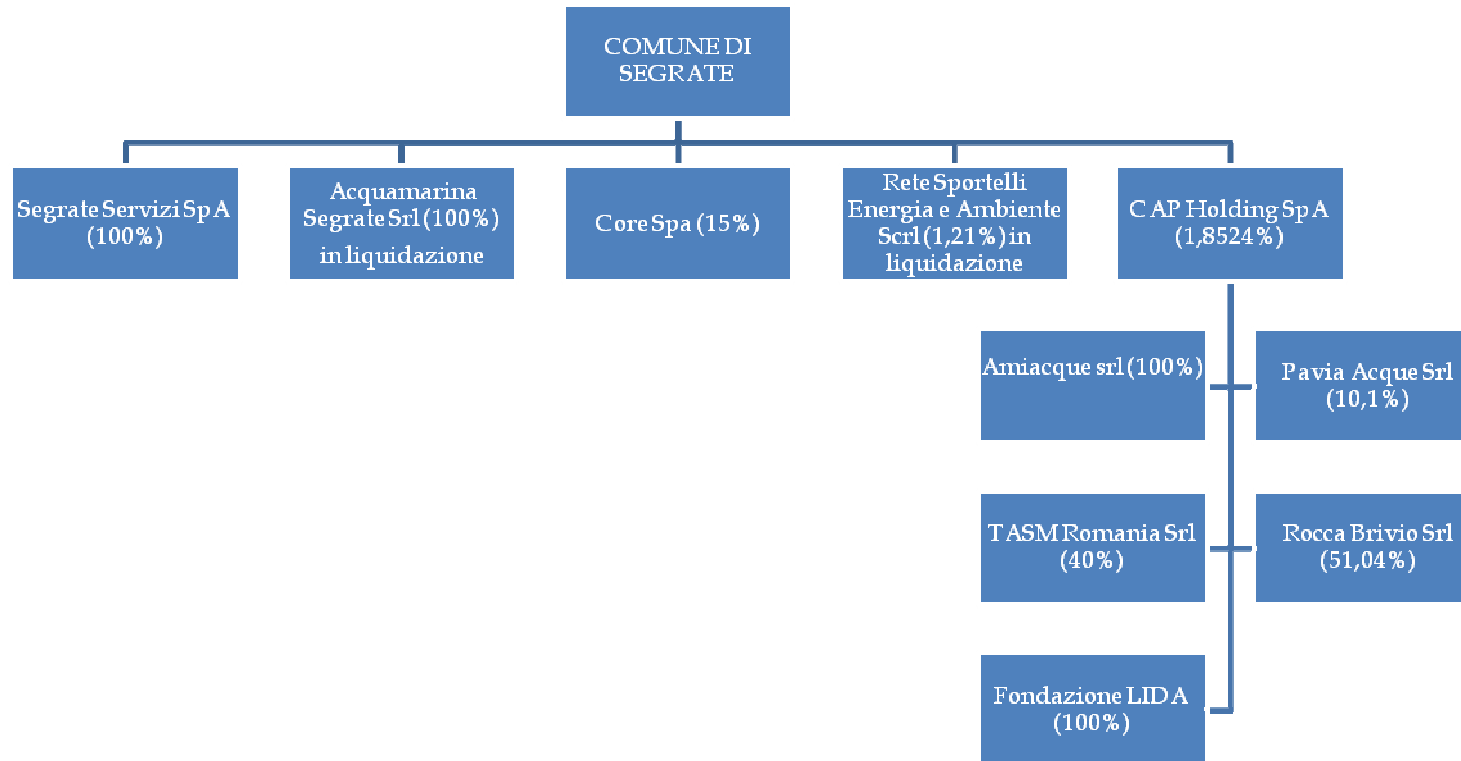 COMUNE DI
SEGRATE
Segrate Servizi SpA
(100%)
Acquamarina
Segrate Srl (100%)
in liquidazione
Core Spa (15%)
Rete Sportelli
Energia e Ambiente
Scrl (1,21%) in
liquidazione
CAP Holding SpA
(1,8524%)
Amiacque srl (100%)
Pavia Acque Srl
(10,1%)
TASM Romania Srl
(40%)
Rocca Brivio Srl
(51,04%)
Fondazione LIDA
(100%)